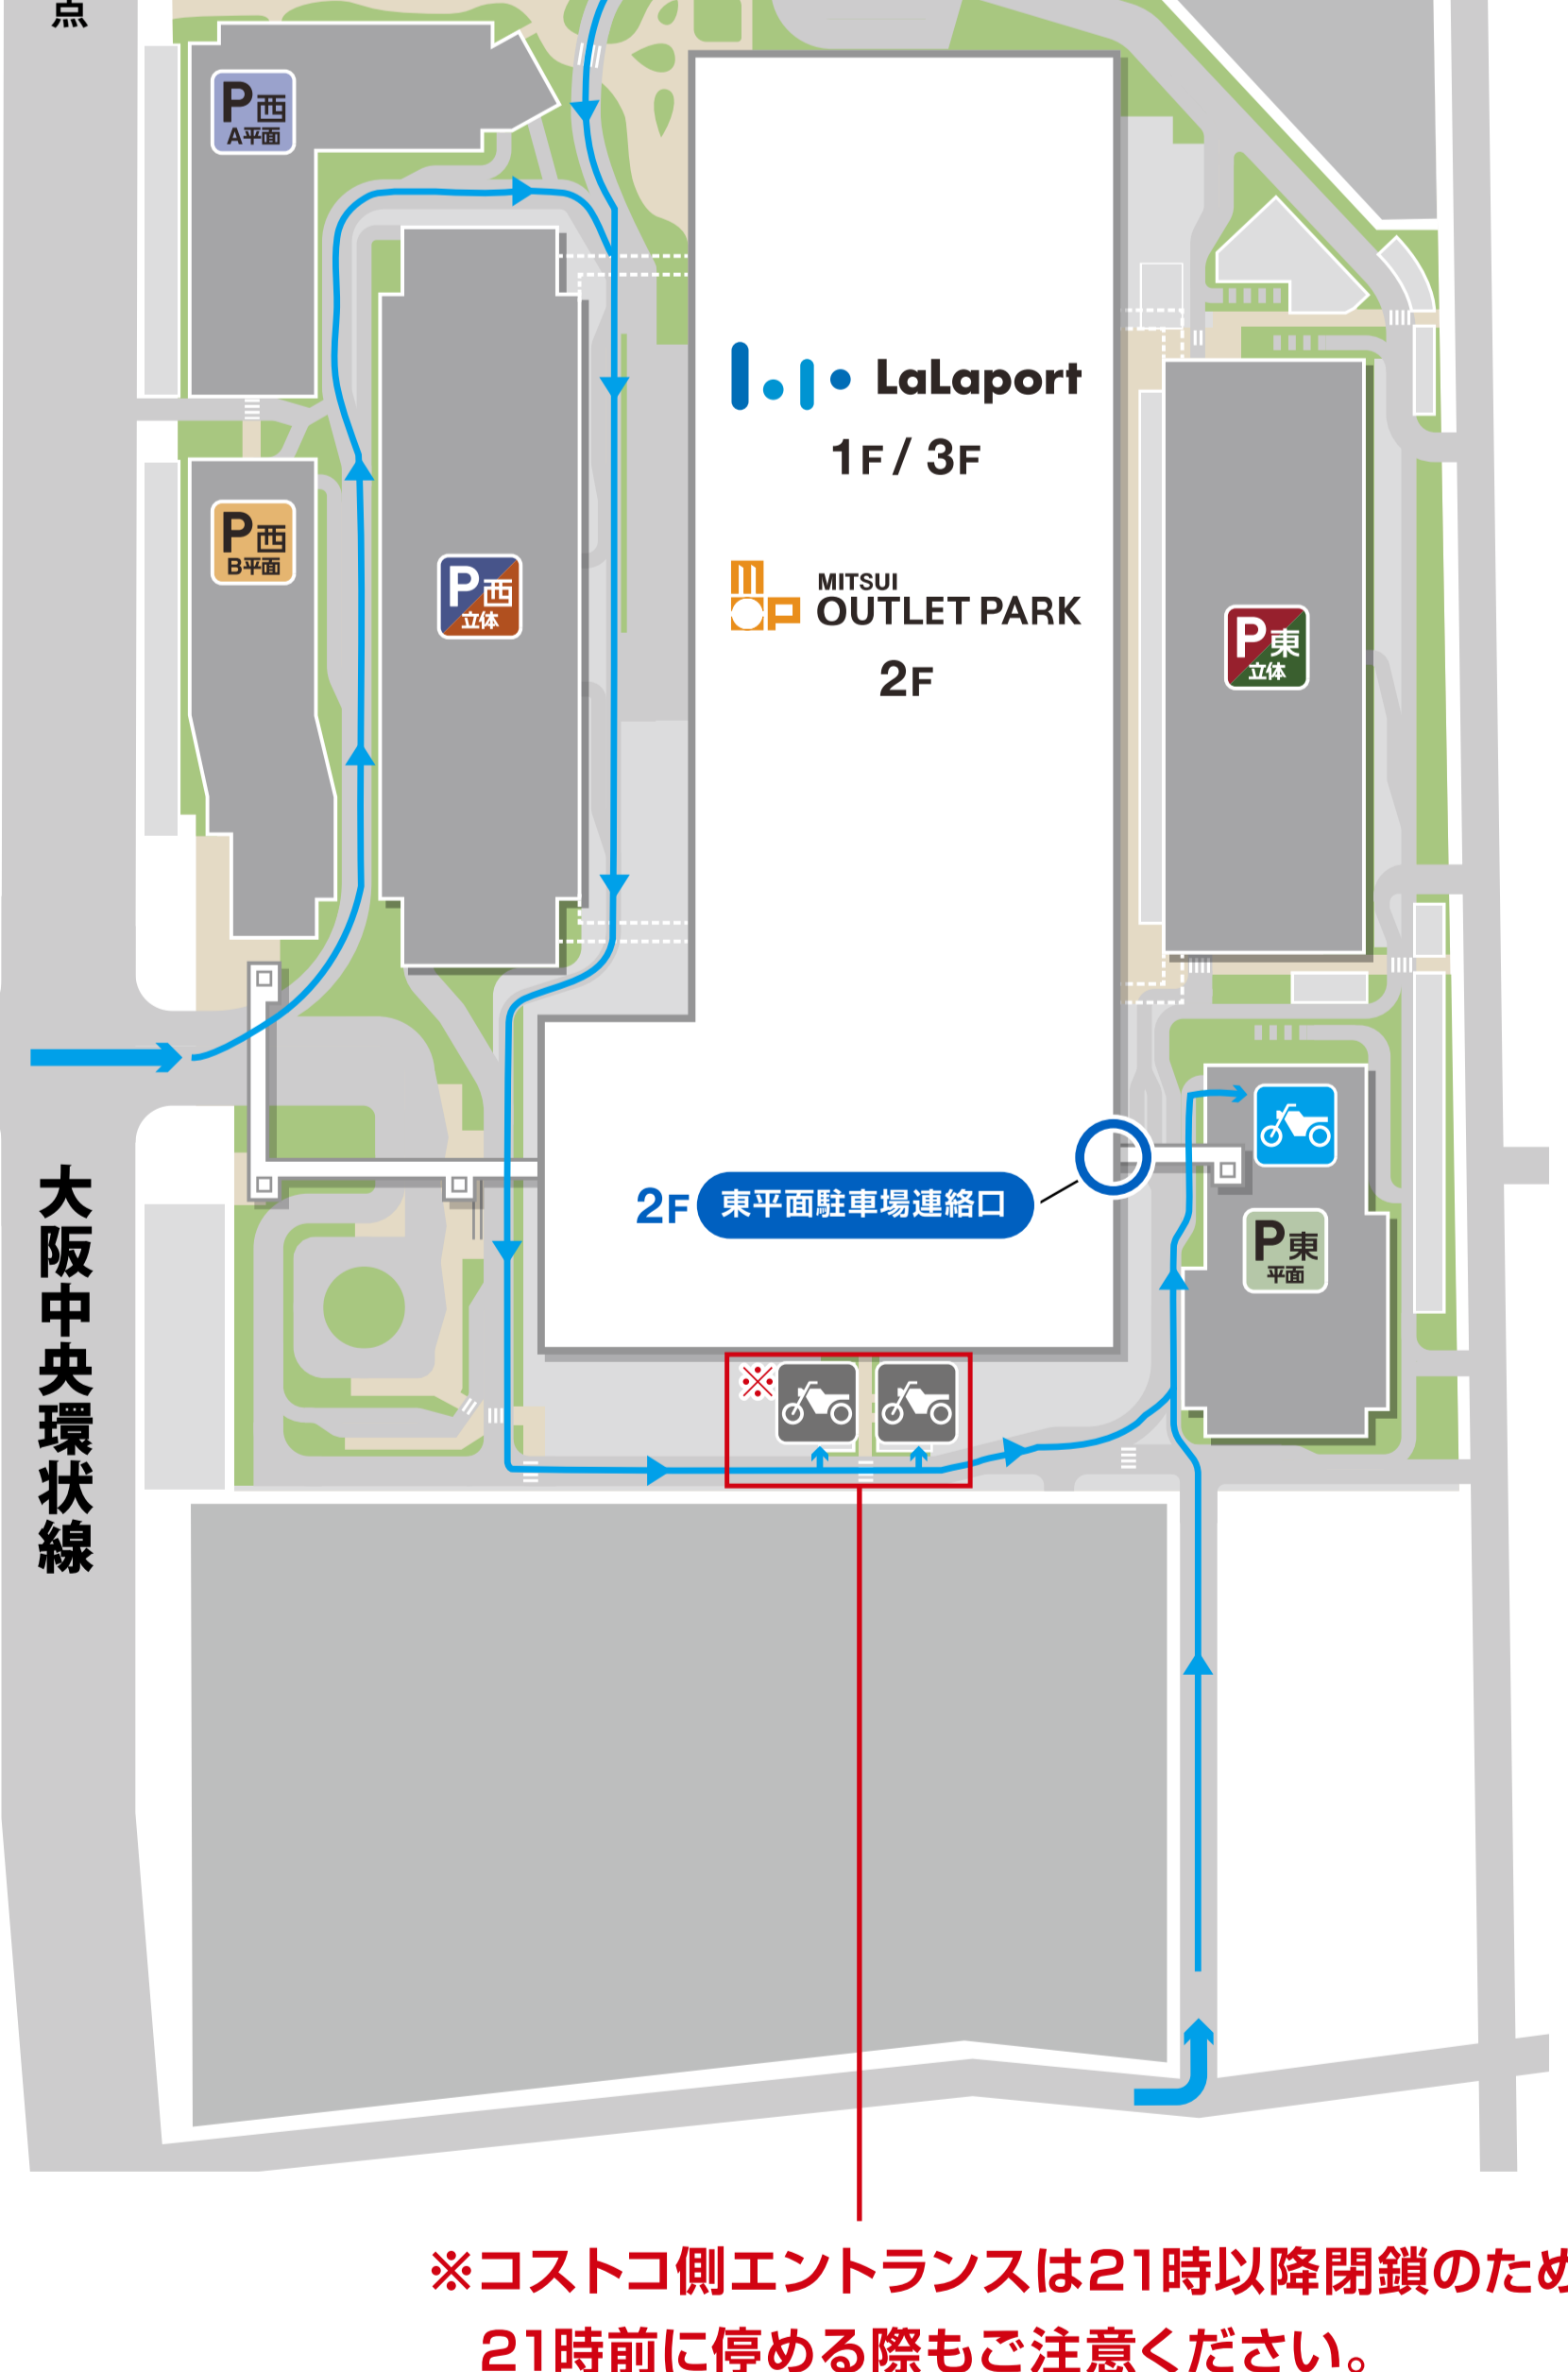 点
P西
A平面
LaLaport
1F / 3F
P西
B平面
P西
立体
MITSUI
OUTLET PARK
2F
P東
立体
大阪中央環状線
2F 東平面駐車場連絡口
P東
平面
※
※コストコ側エントランスは21時以降閉鎖のため
21時前に停める際もご注意ください。